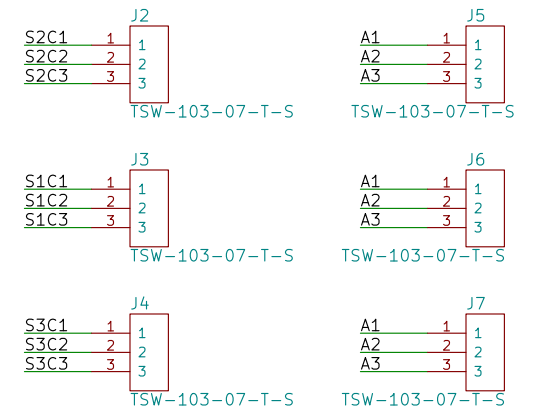 J2
S2C1 1 1
S2C2 2 2
S2C3 3 3
TSW-103-07-T-S
J5
A1 1 1
A2 2 2
A3 3 3
TSW-103-07-T-S
J3
S1C1 1 1
S1C2 2 2
S1C3 3 3
TSW-103-07-T-S
J6
A1 1 1
A2 2 2
A3 3 3
TSW-103-07-T-S
J4
S3C1 1 1
S3C2 2 2
S3C3 3 3
TSW-103-07-T-S
J7
A1 1 1
A2 2 2
A3 3 3
TSW-103-07-T-S